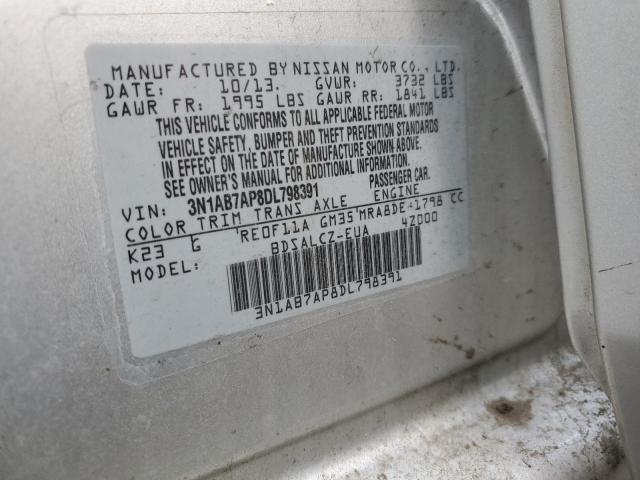 MANUFACTURED BY NISSAN MOTOR CO., LTD.
DATE: 10/13 GVWR: 3732 LBS
GAWR FR: 1995 LBS GAWR RR: 1841 LBS
THIS VEHICLE CONFORMS TO ALL APPLICABLE FEDERAL MOTOR
VEHICLE SAFETY, BUMPER AND THEFT PREVENTION STANDARDS
IN EFFECT ON THE DATE OF MANUFACTURE SHOWN ABOVE.
SEE OWNER'S MANUAL FOR ADDITIONAL INFORMATION.
VIN: 3N1AB7AP8DL798391 PASSENGER CAR.
COLOR TRIM TRANS AXLE ENGINE
K23 G RE0F11A GM35 MRA8DE 1798 CC
MODEL: BDSALCZ-EUA 42000
3N1AB7AP8DL798391